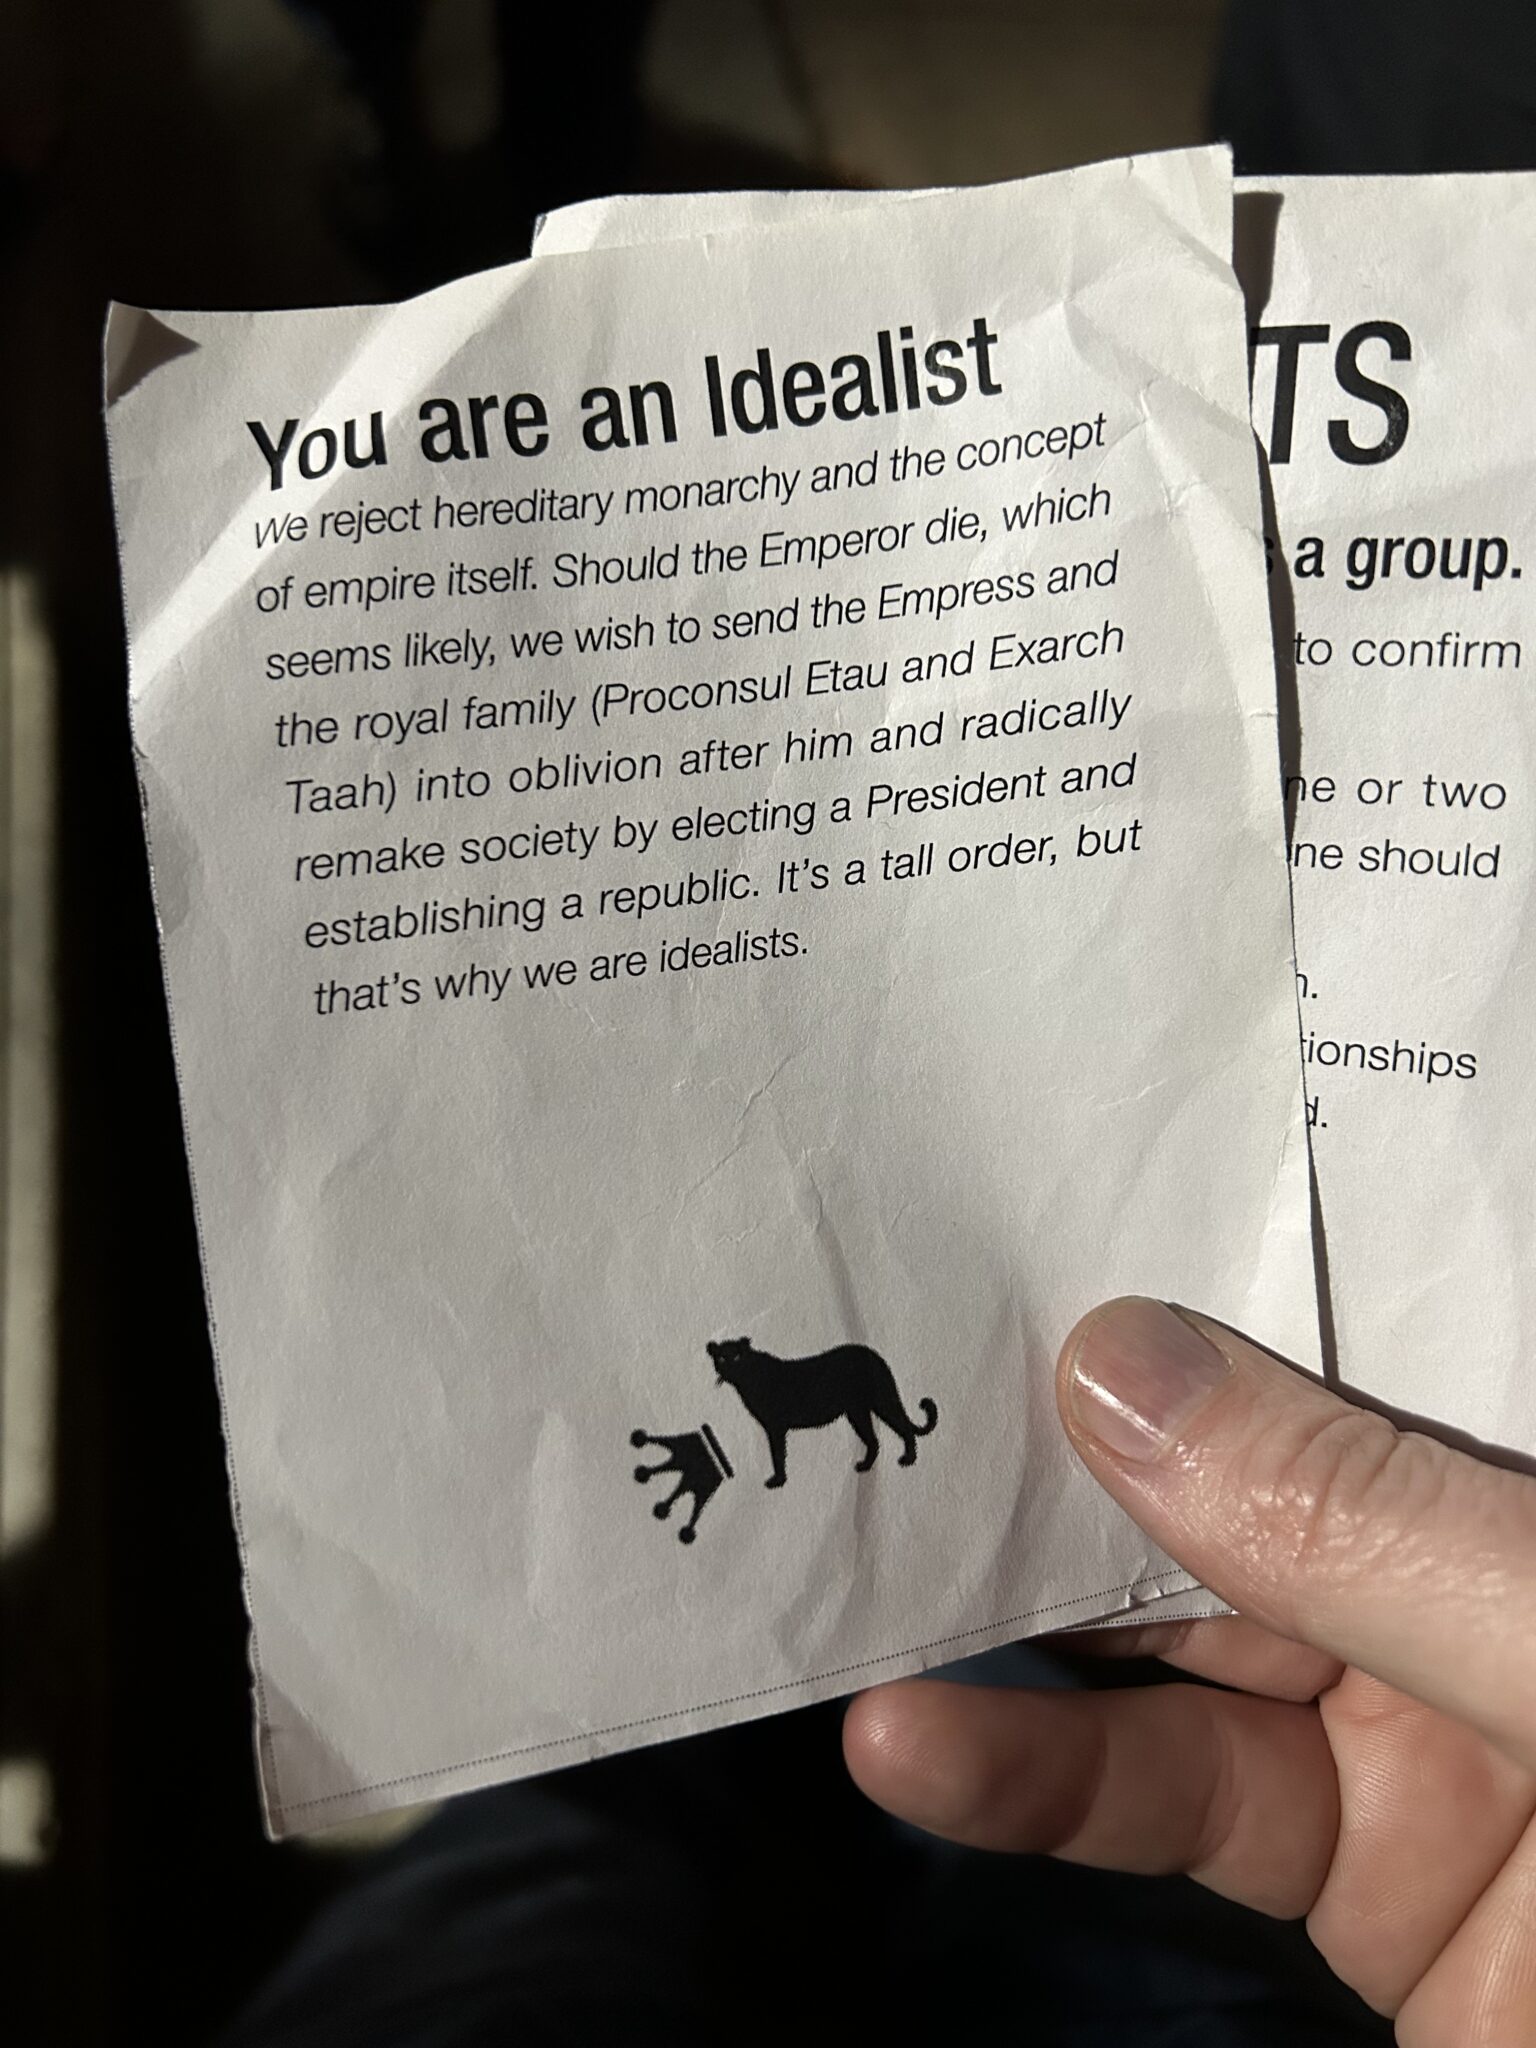 You are an Idealist
We reject hereditary monarchy and the concept
of empire itself. Should the Emperor die, which
seems likely, we wish to send the Empress and
the royal family (Proconsul Etau and Exarch
Taah) into oblivion after him and radically
remake society by electing a President and
establishing a republic. It's a tall order, but
that's why we are idealists.
TS
a group.
to confirm
or two
should